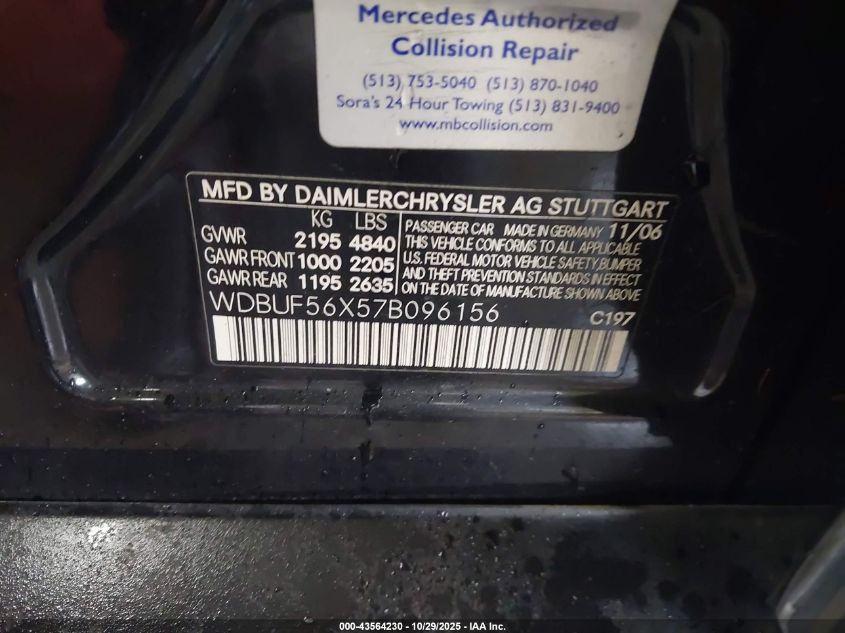 Mercedes Authorized
Collision Repair
(513) 753-5040 (513) 870-1040
Sora's 24 Hour Towing (513) 831-9400
www.mbcollision.com
MFD BY DAIMLERCHRYSLER AG STUTTGART
KG LBS
GVWR 2195 4840
GAWR FRONT 1000 2205
GAWR REAR 1195 2635
PASSENGER CAR MADE IN GERMANY 11/06
THIS VEHICLE CONFORMS TO ALL APPLICABLE
U.S. FEDERAL MOTOR VEHICLE SAFETY, BUMPER
AND THEFT PREVENTION STANDARDS IN EFFECT
ON THE DATE OF MANUFACTURE SHOWN ABOVE
WDBUF56X57B096156
C197
000-43564230 - 10/29/2025 - IAA Inc.